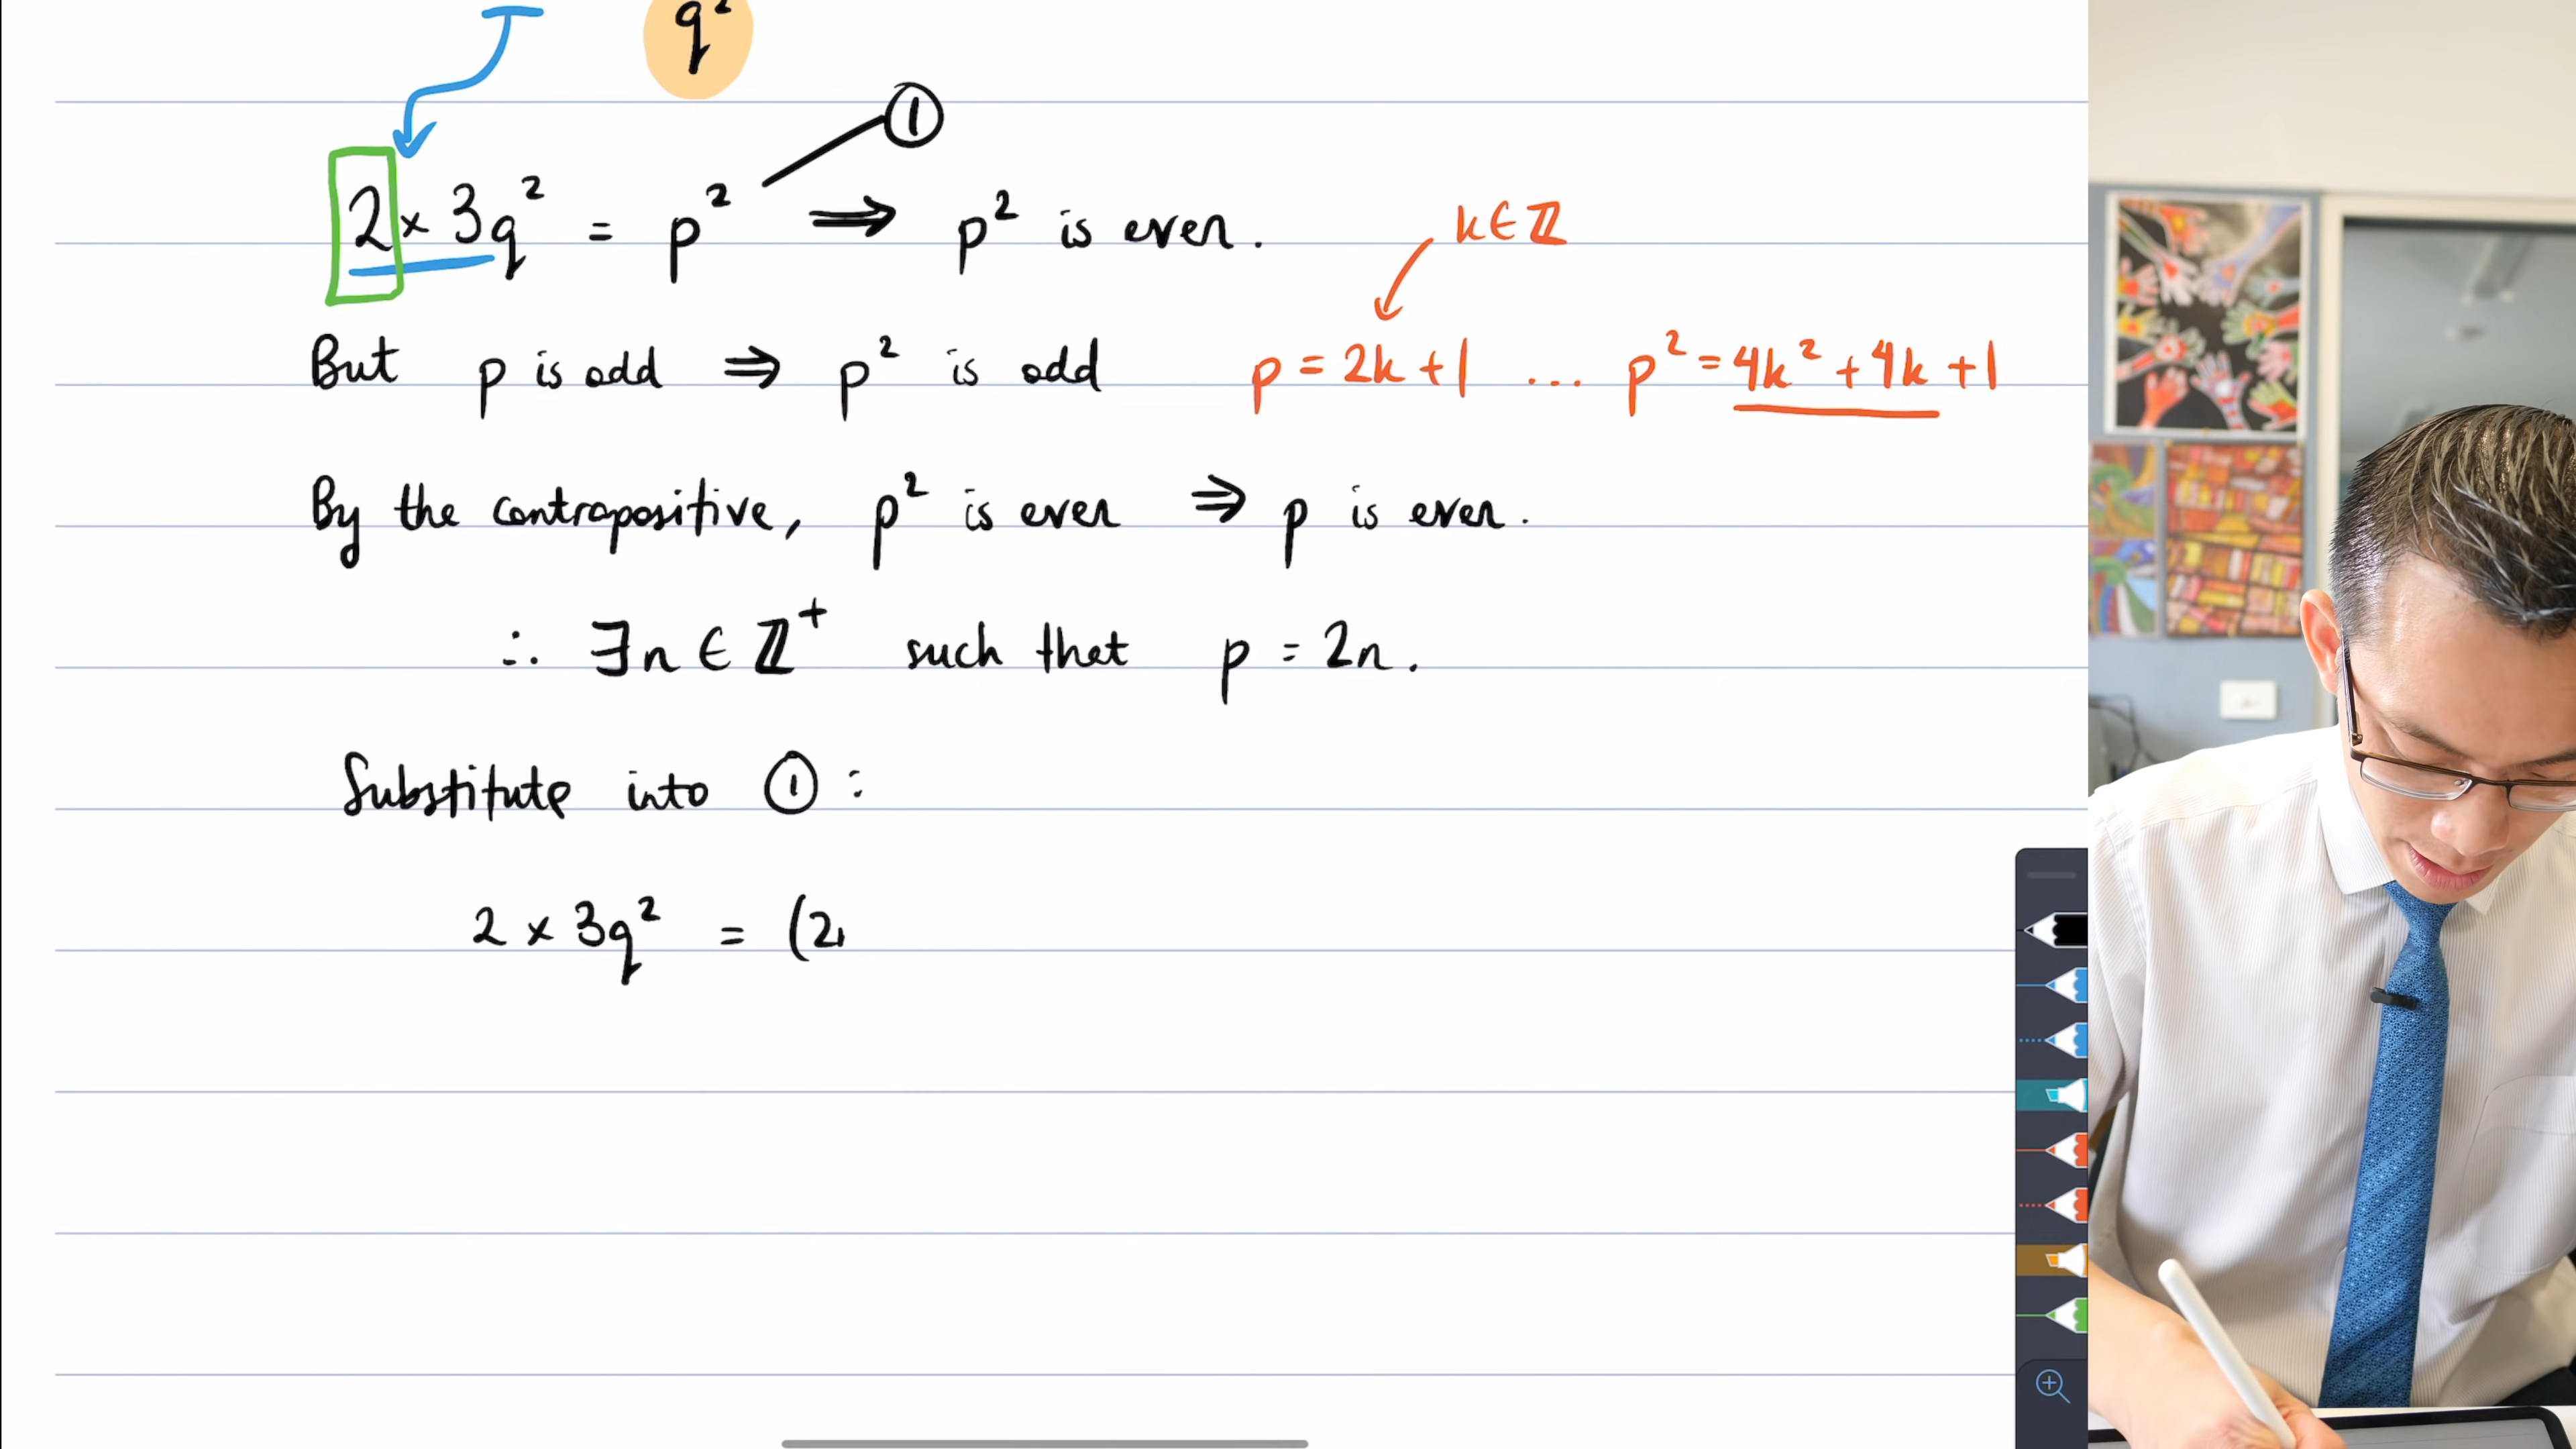 q²
①
2 × 3q² = p² ⇒ p² is even.
k ∈ ℤ
But p is odd ⇒ p² is odd p = 2k + 1 ... p² = 4k² + 4k + 1
By the contrapositive, p² is even ⇒ p is even.
∴ ∃n ∈ ℤ⁺ such that p = 2n.
Substitute into ① :
2 × 3q² = (2